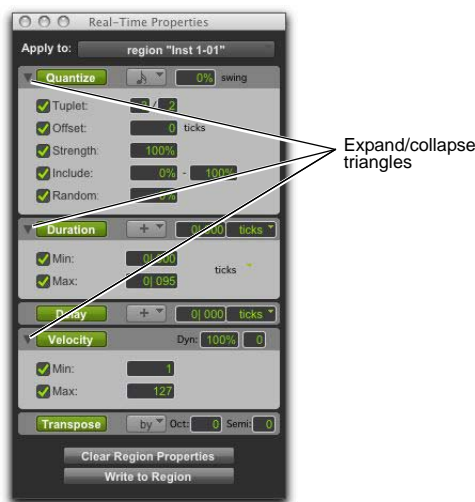 Real-Time Properties
Apply to: region "Inst 1-01"
Quantize 0% swing
Tuplet: 3 / 2
Offset: 0 ticks
Strength: 100%
Include: 0% - 100%
Random: 0%
Expand/collapse
triangles
Duration + 0| 000 ticks
Min: 0| 000
ticks
Max: 0| 095
Delay + 0| 000 ticks
Velocity Dyn: 100% 0
Min: 1
Max: 127
Transpose by Oct: 0 Semi: 0
Clear Region Properties
Write to Region